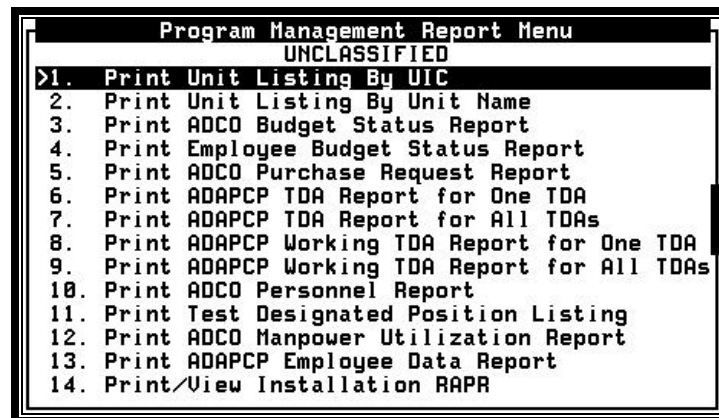 Program Management Report Menu
UNCLASSIFIED
>1. Print Unit Listing By UIC
2. Print Unit Listing By Unit Name
3. Print ADCO Budget Status Report
4. Print Employee Budget Status Report
5. Print ADCO Purchase Request Report
6. Print ADAPCP TDA Report for One TDA
7. Print ADAPCP TDA Report for All TDAs
8. Print ADAPCP Working TDA Report for One TDA
9. Print ADAPCP Working TDA Report for All TDAs
10. Print ADCO Personnel Report
11. Print Test Designated Position Listing
12. Print ADCO Manpower Utilization Report
13. Print ADAPCP Employee Data Report
14. Print/View Installation RAPR